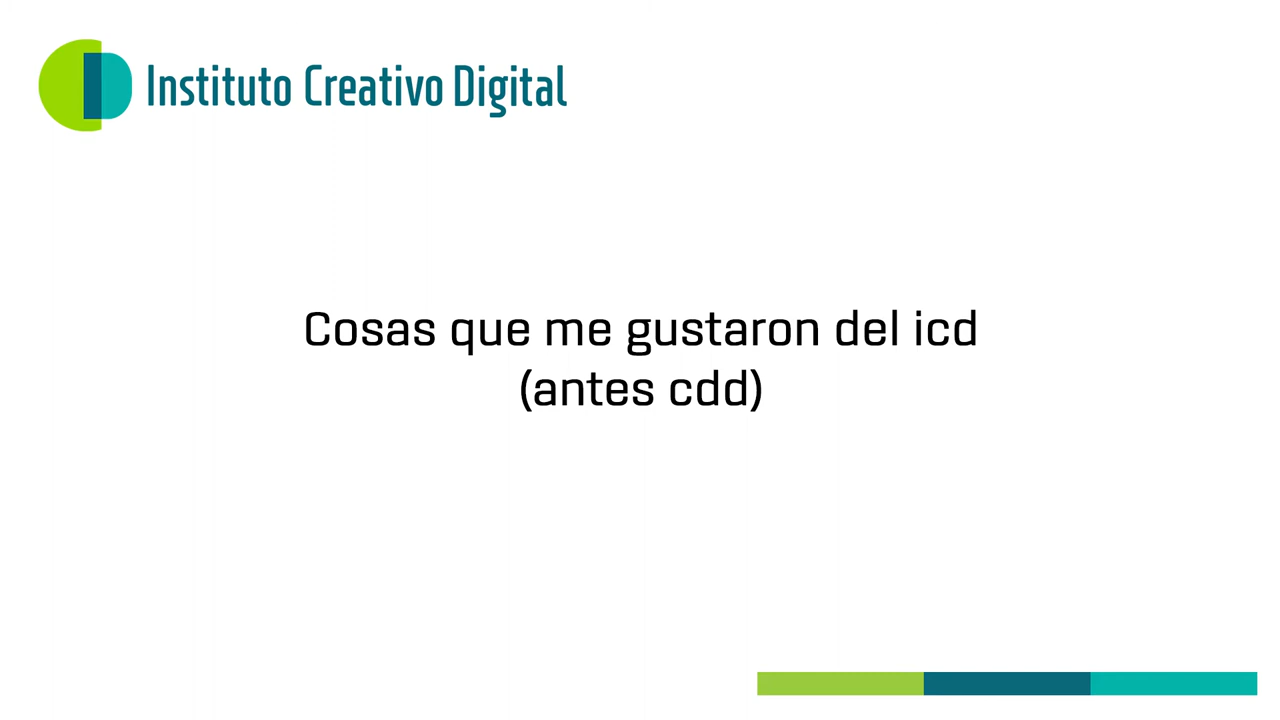 Instituto Creativo Digital
Cosas que me gustaron del icd
(antes cdd)